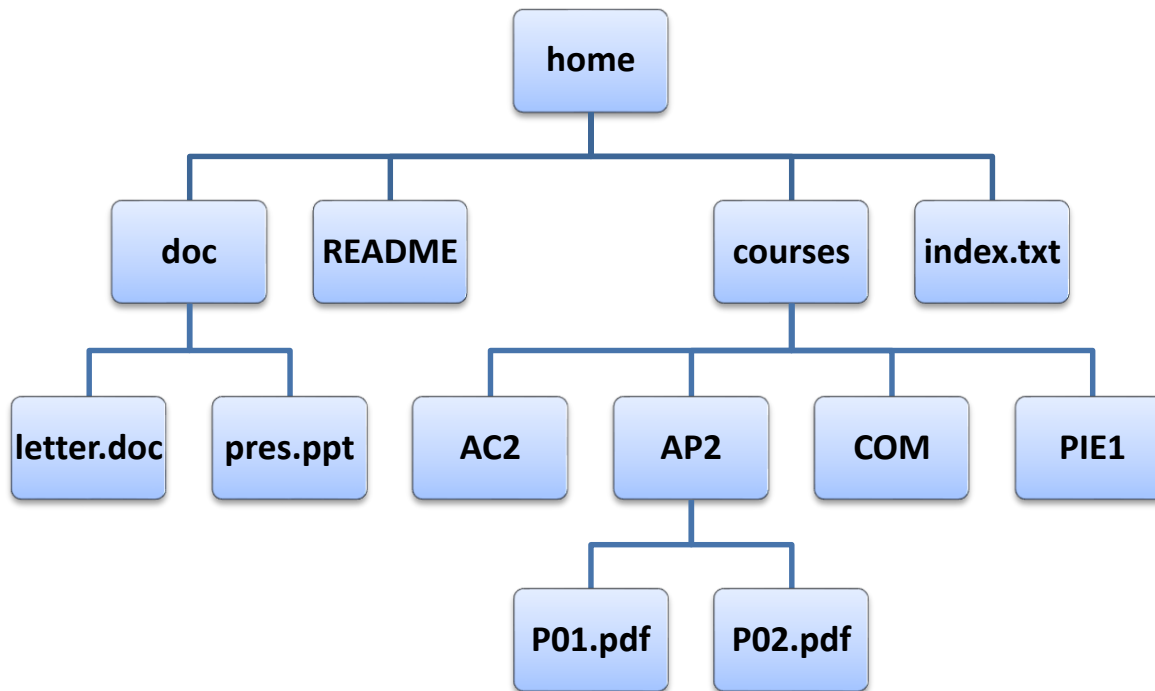 home
doc
README
courses
index.txt
letter.doc
pres.ppt
AC2
AP2
COM
PIE1
P01.pdf
P02.pdf